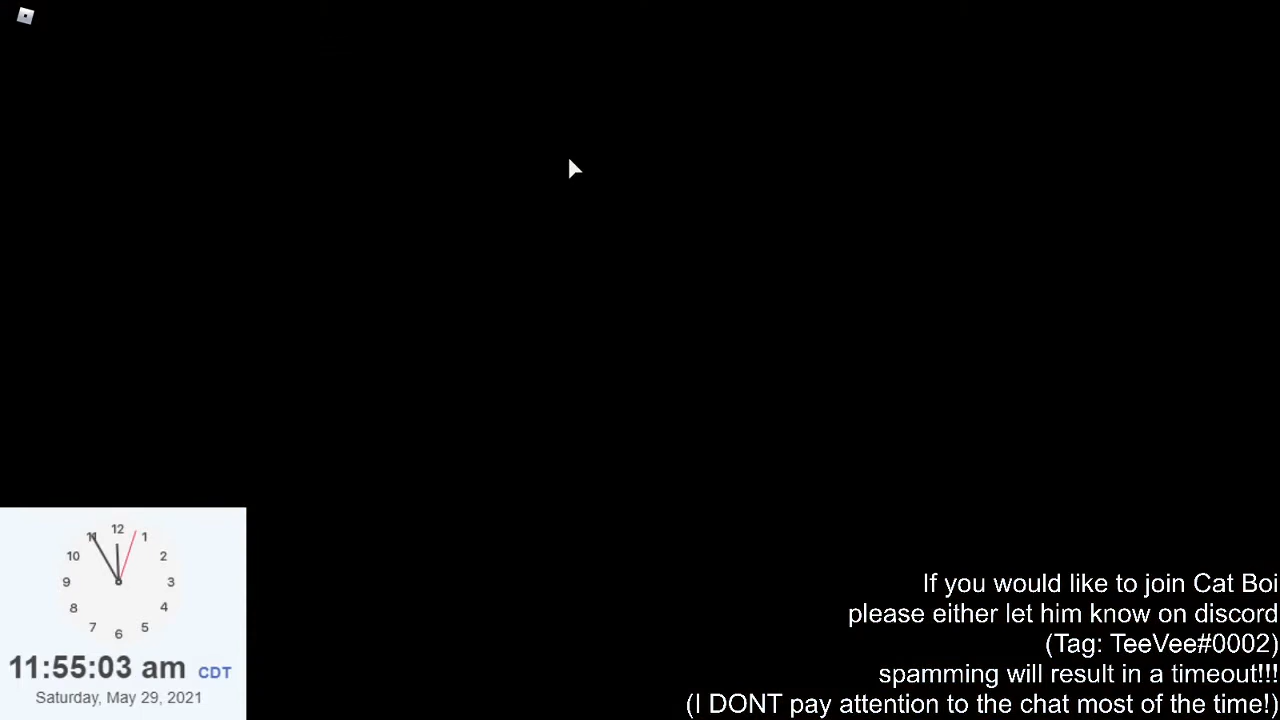 12
11
1
10
2
9
3
8
4
7
5
6
11:55:03 am CDT
Saturday, May 29, 2021
If you would like to join Cat Boi
please either let him know on discord
(Tag: TeeVee#0002)
spamming will result in a timeout!!!
(I DONT pay attention to the chat most of the time!)